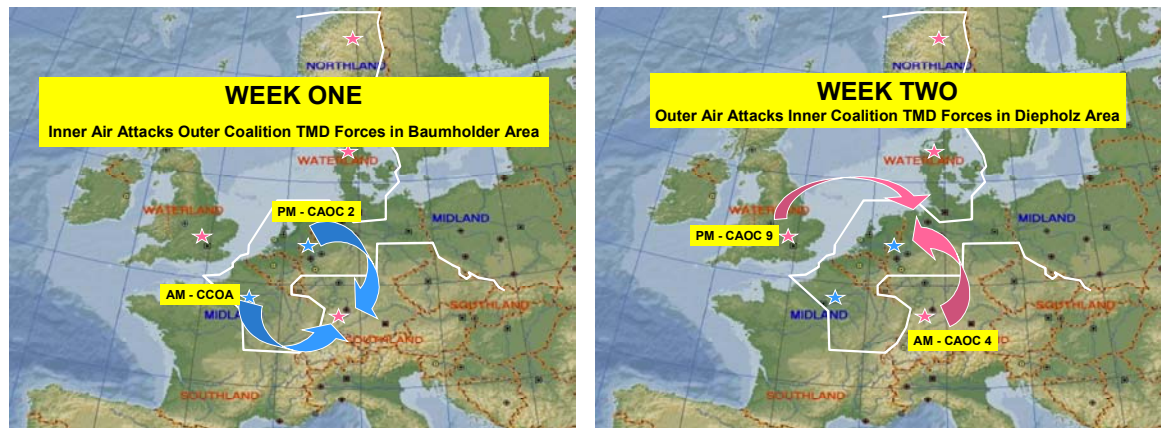 WEEK ONE
Inner Air Attacks Outer Coalition TMD Forces in Baumholder Area
NORTHLAND
WATERLAND
WATERLAND
PM - CAOC 2
MIDLAND
AM - CCOA
MIDLAND
SOUTHLAND
SOUTHLAND
SOUTHLAND
WEEK TWO
Outer Air Attacks Inner Coalition TMD Forces in Diepholz Area
NORTHLAND
WATERLAND
WATERLAND
PM - CAOC 9
MIDLAND
MIDLAND
SOUTHLAND
SOUTHLAND
AM - CAOC 4
SOUTHLAND